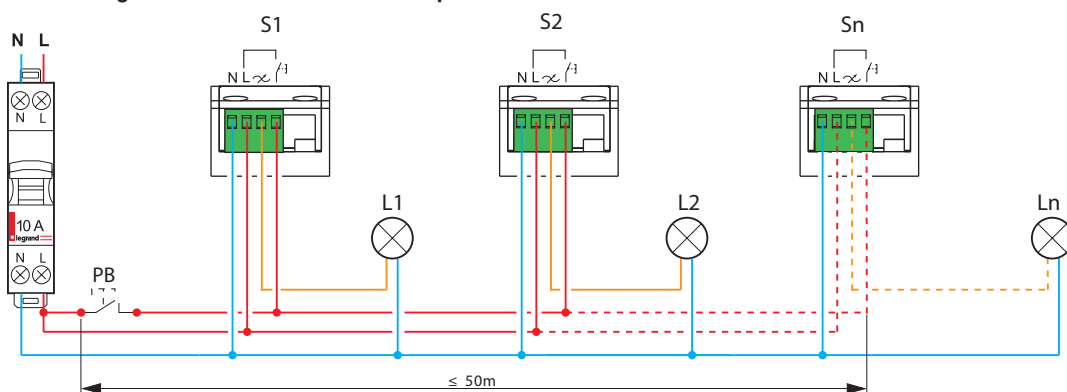 S1 S2 Sn
N L
N L N L N L
N L
10 A
legrand
L1 L2 Ln
N L
PB
≤ 50m